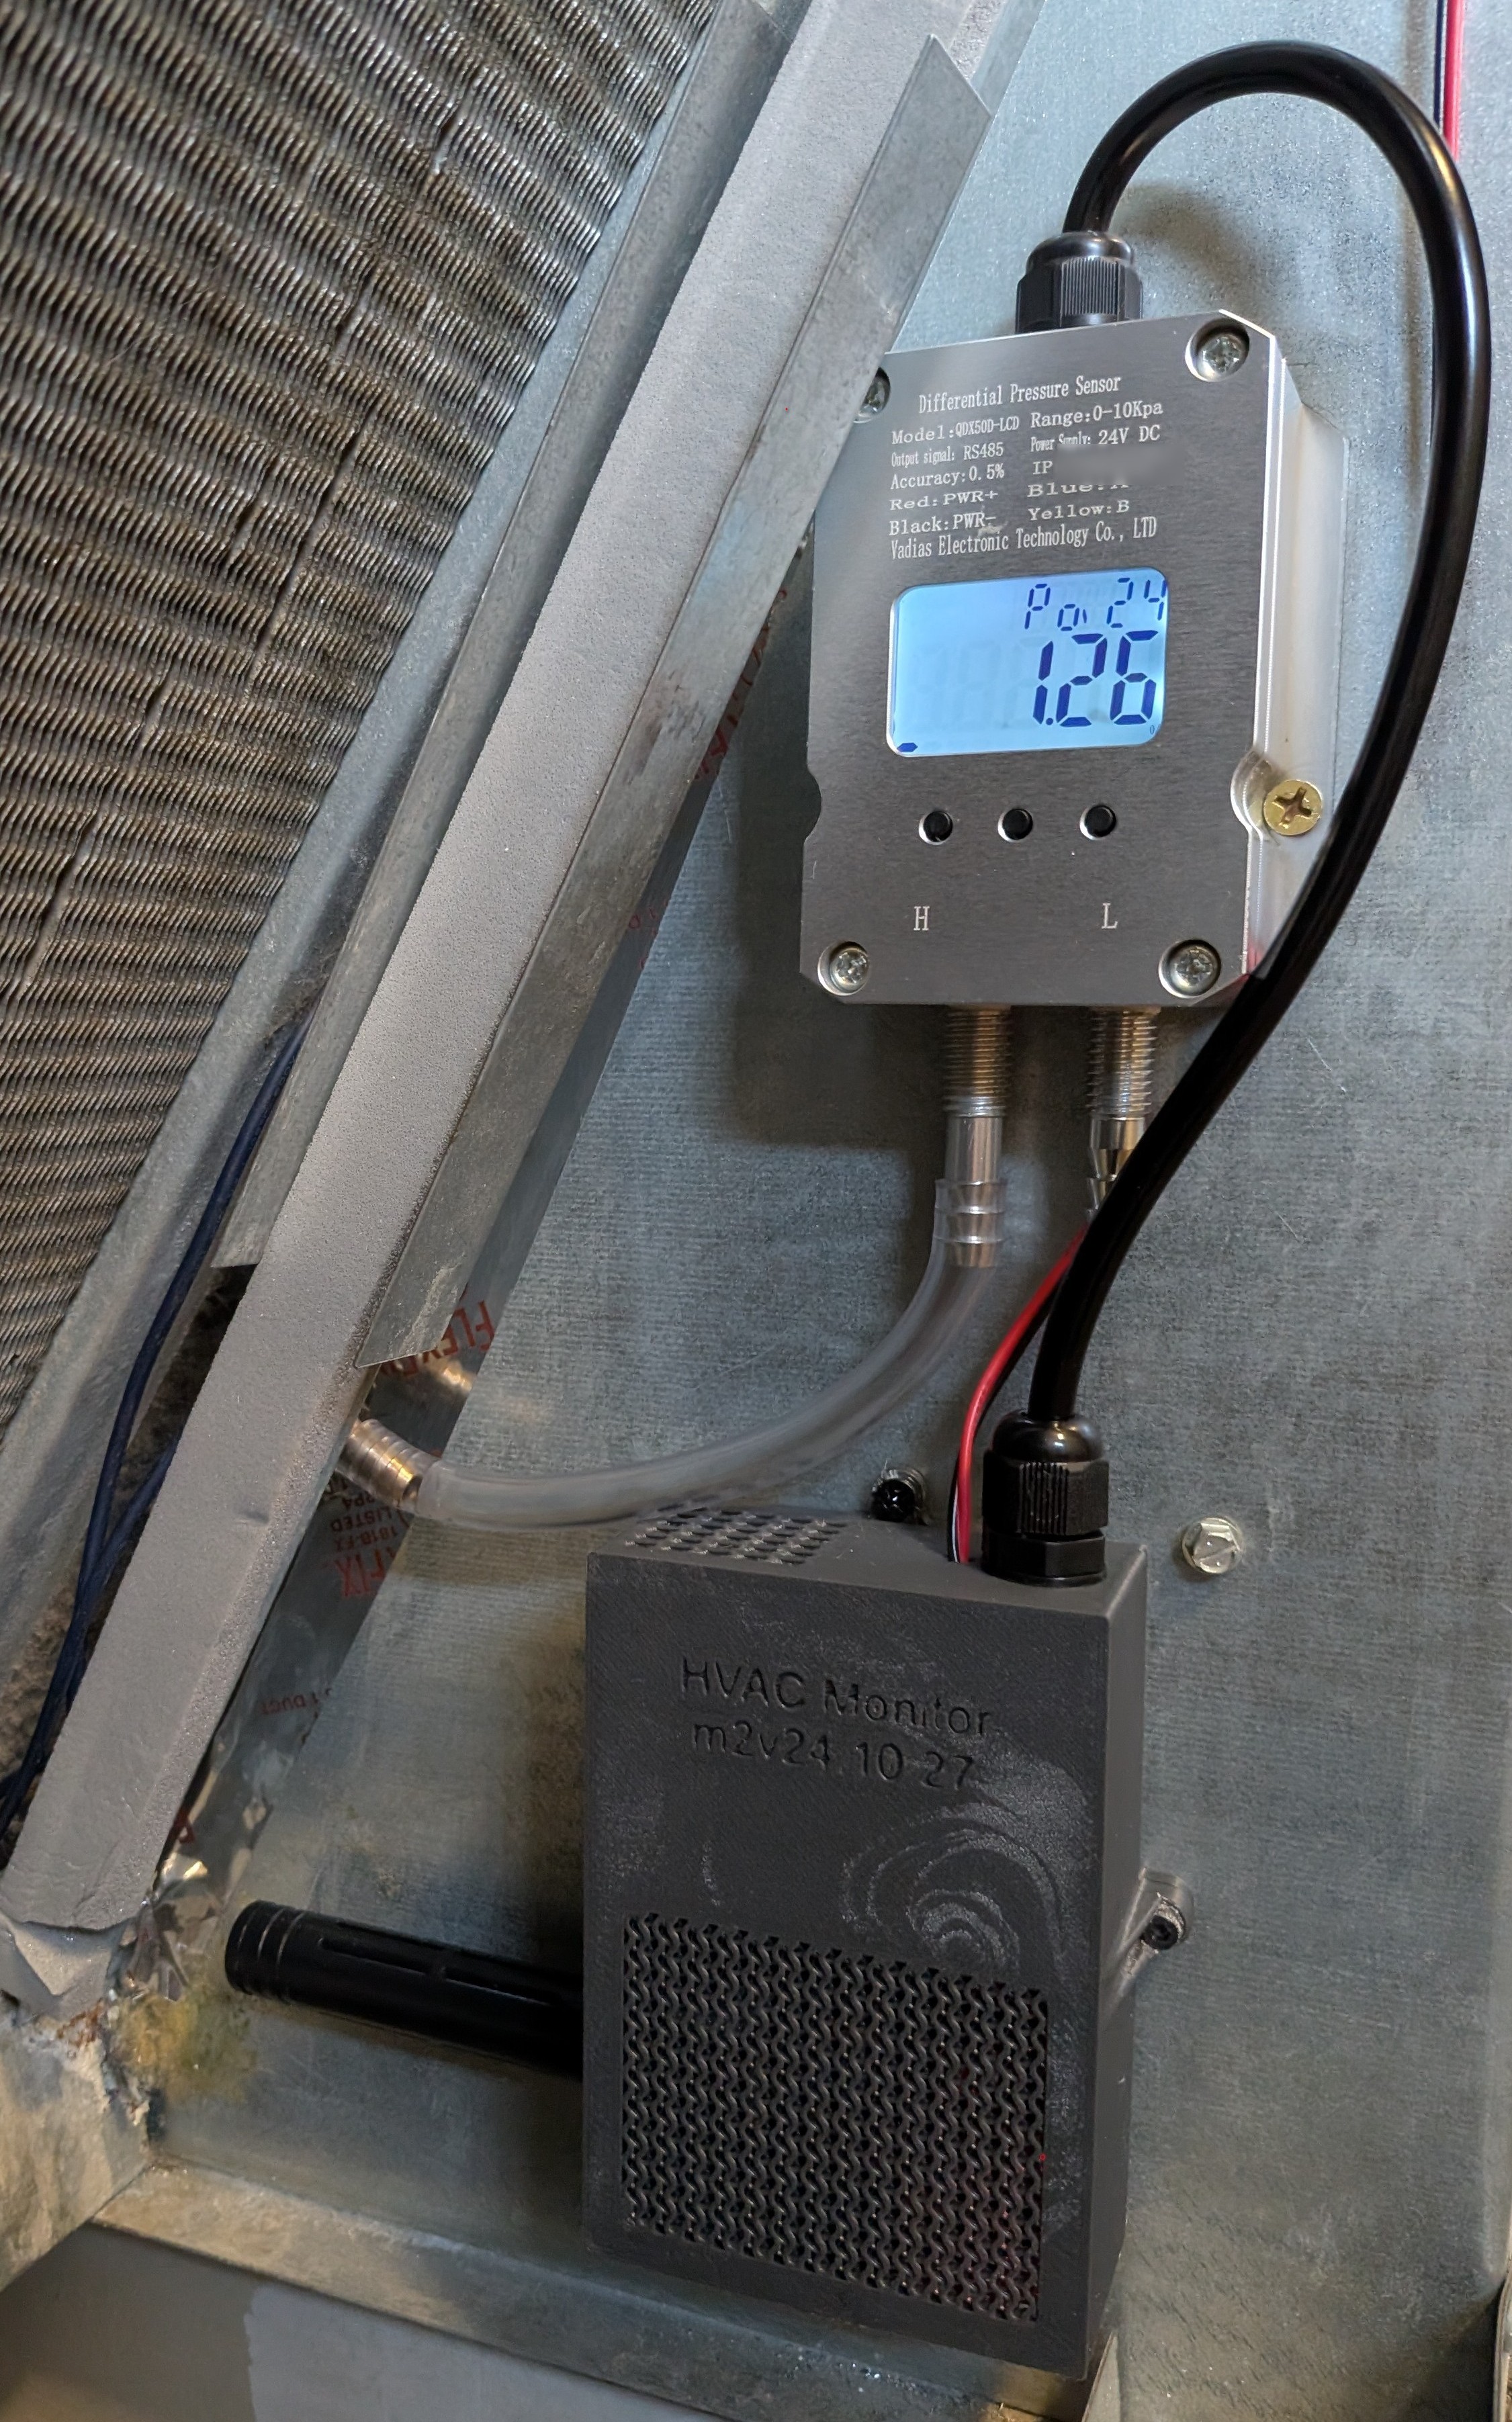 Differential Pressure Sensor
Model:QDX50D-LCD Range:0-10Kpa
Output signal: RS485 Power Supply: 24V DC
Accuracy:0.5% IP
Red:PWR+ Blue:A
Black:PWR- Yellow:B
Vadias Electronic Technology Co., LTD
1.26
H L
LISTED
HVAC Monitor
m2v24.10.27